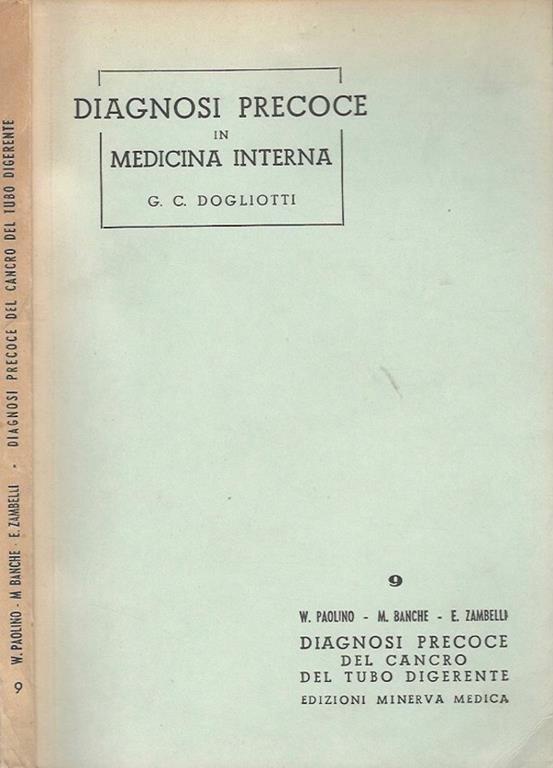 W. PAOLINO - M. BANCHE - E. ZAMBELLI - DIAGNOSI PRECOCE DEL CANCRO DEL TUBO DIGERENTE
9
DIAGNOSI PRECOCE
IN
MEDICINA INTERNA
G. C. DOGLIOTTI
9
W. PAOLINO - M. BANCHE - E. ZAMBELLI
DIAGNOSI PRECOCE
DEL CANCRO
DEL TUBO DIGERENTE
EDIZIONI MINERVA MEDICA